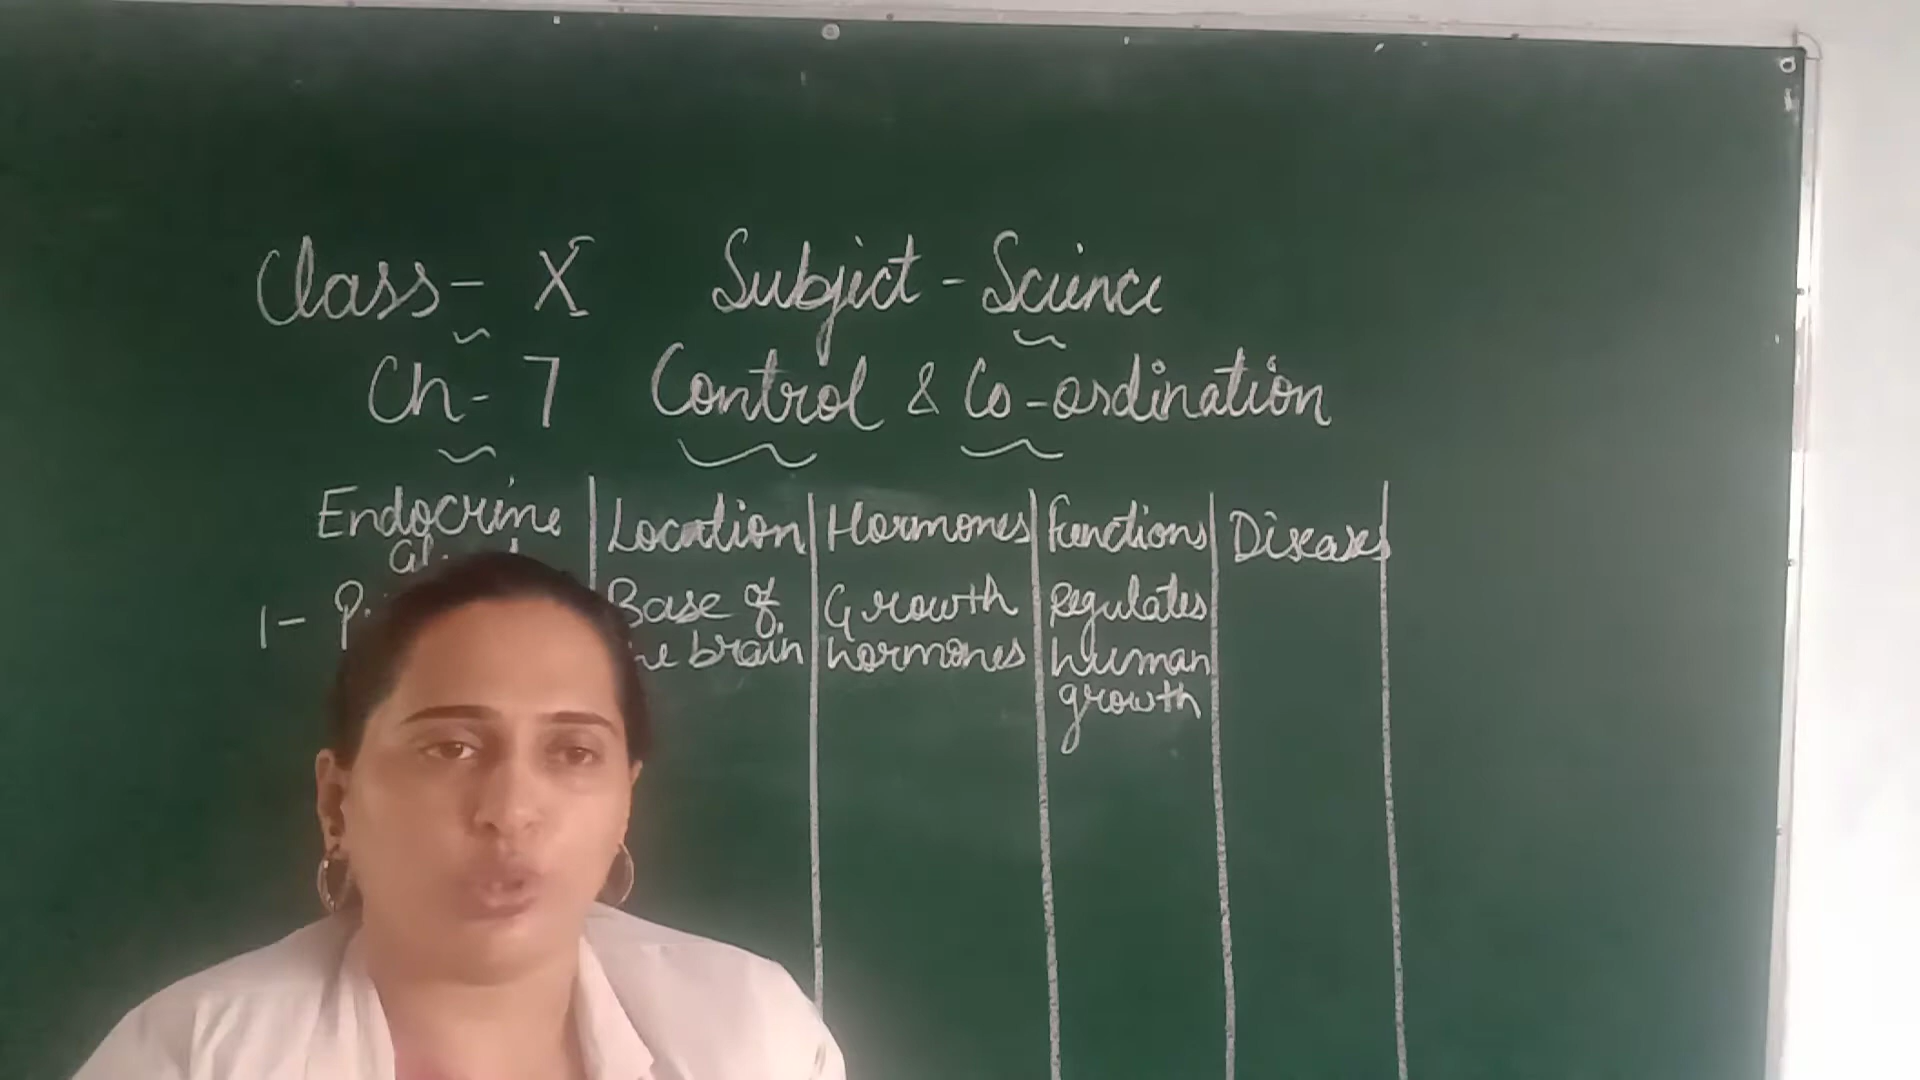 Class - X Subject - Science
Ch - 7 Control & Co-ordination
Endocrine | Location | Hormones | Functions | Diseases
1 - Base of Growth Regulates
brain hormones human
growth